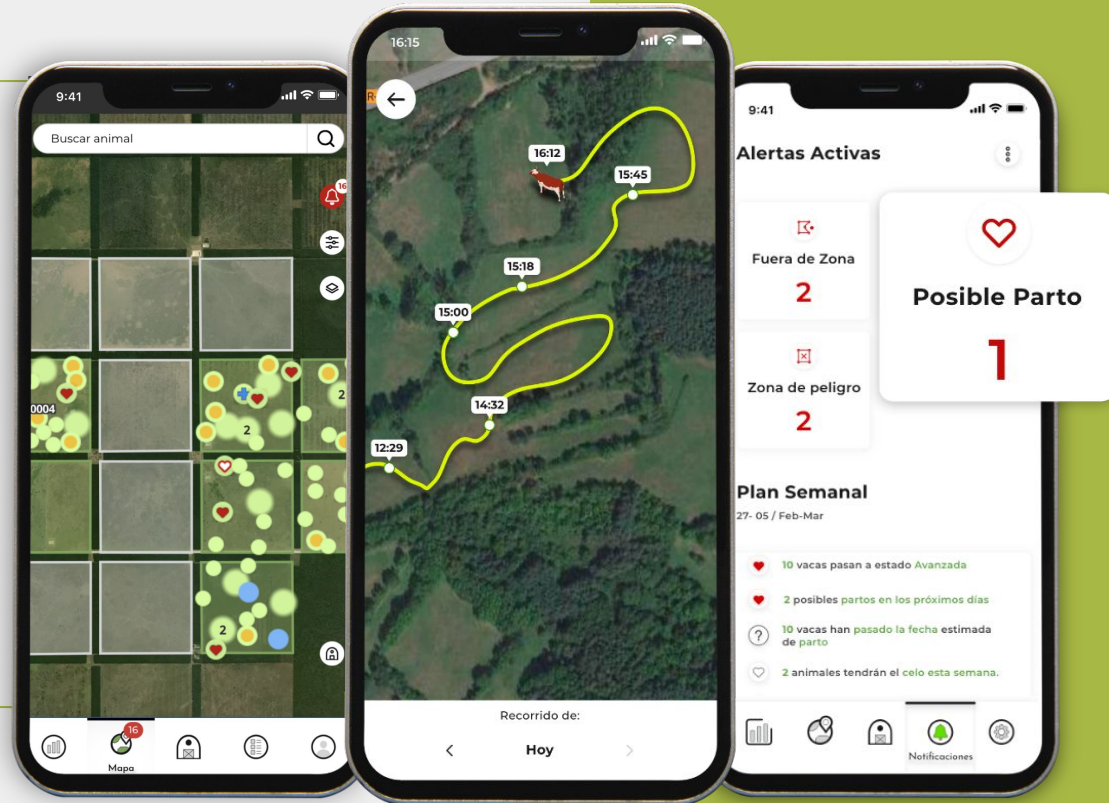 9:41
Buscar animal
16
2
0004
2
2
16
Mapa
16:15
R-
16:12
15:45
15:18
15:00
14:32
12:29
Recorrido de:
Hoy
9:41
Alertas Activas
Fuera de Zona
2
Zona de peligro
2
Posible Parto
1
Plan Semanal
27- 05 / Feb-Mar
10 vacas pasan a estado Avanzada
2 posibles partos en los próximos días
10 vacas han pasado la fecha estimada
de parto
2 animales tendrán el celo esta semana.
Notificaciones